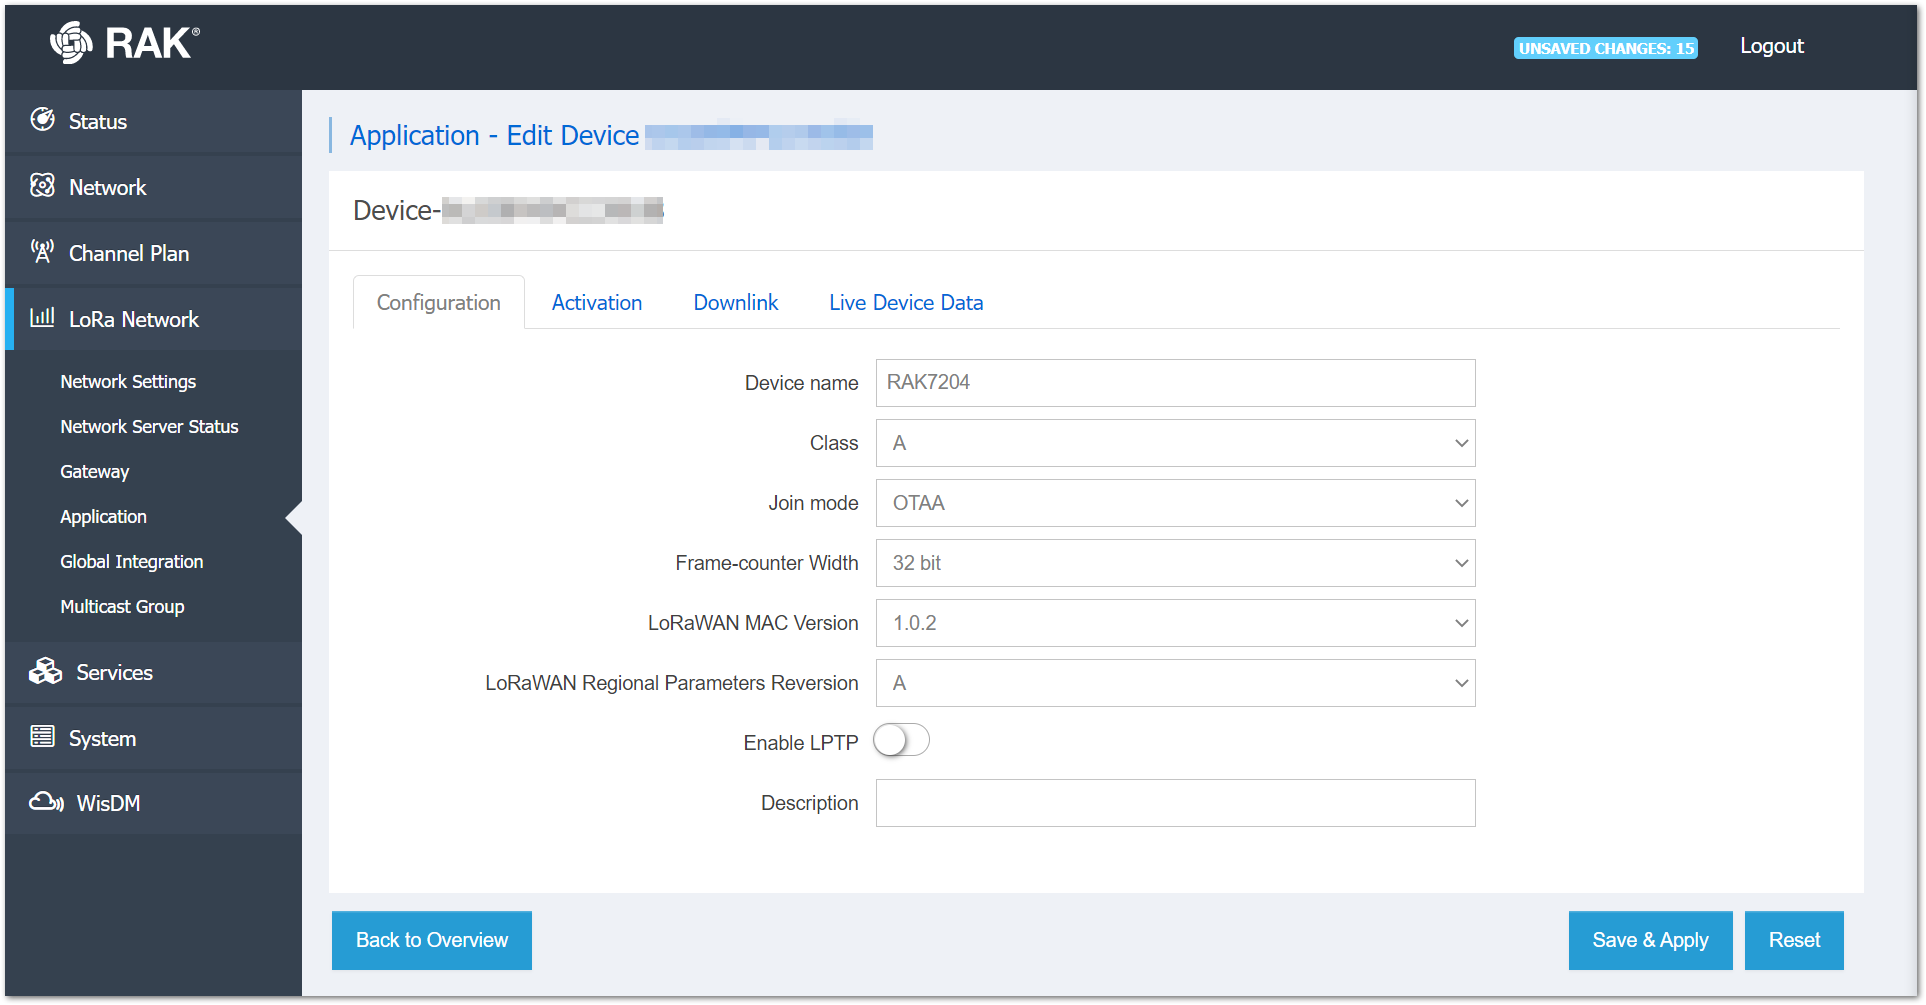 RAK®
UNSAVED CHANGES: 15
Logout
Status
Network
Channel Plan
LoRa Network
Network Settings
Network Server Status
Gateway
Application
Global Integration
Multicast Group
Services
System
WisDM
Application - Edit Device
Device-
Configuration
Activation
Downlink
Live Device Data
Device name
RAK7204
Class
A
Join mode
OTAA
Frame-counter Width
32 bit
LoRaWAN MAC Version
1.0.2
LoRaWAN Regional Parameters Reversion
A
Enable LPTP
Description
Back to Overview
Save & Apply
Reset